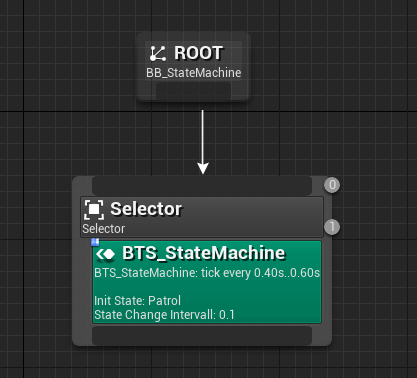 ROOT
BB_StateMachine
0
Selector
Selector
1
BTS_StateMachine
BTS_StateMachine: tick every 0.40s..0.60s
Init State: Patrol
State Change Intervall: 0.1